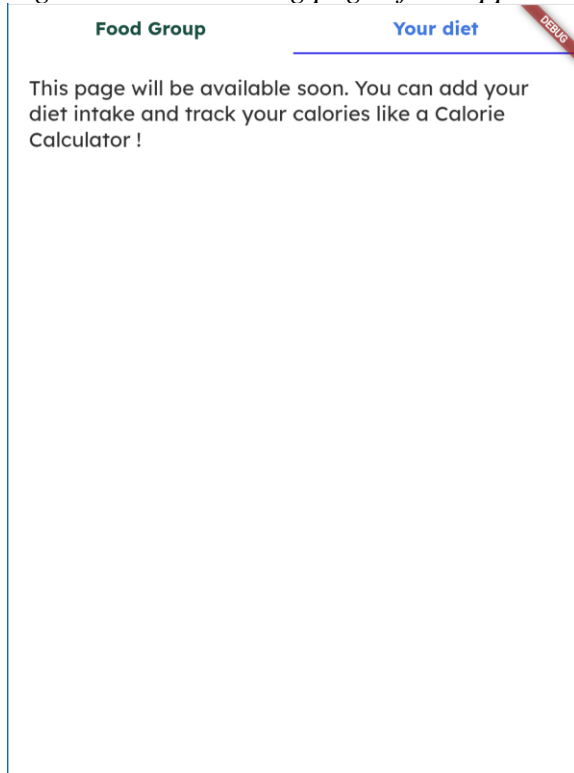 Food Group
Your diet
DEBUG
This page will be available soon. You can add your
diet intake and track your calories like a Calorie
Calculator !